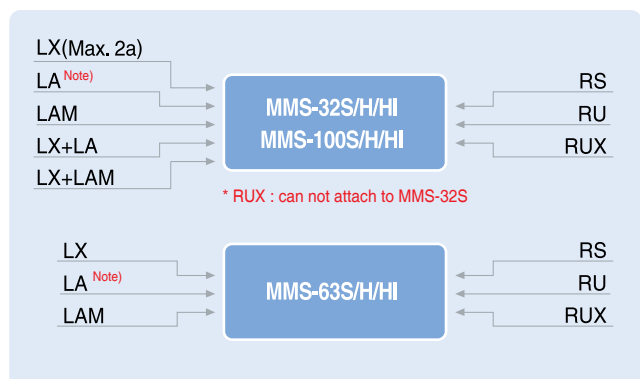 LX(Max. 2a)
LA Note)
LAM
LX+LA
LX+LAM
MMS-32S/H/HI
MMS-100S/H/HI
RS
RU
RUX
* RUX : can not attach to MMS-32S
LX
LA Note)
LAM
MMS-63S/H/HI
RS
RU
RUX